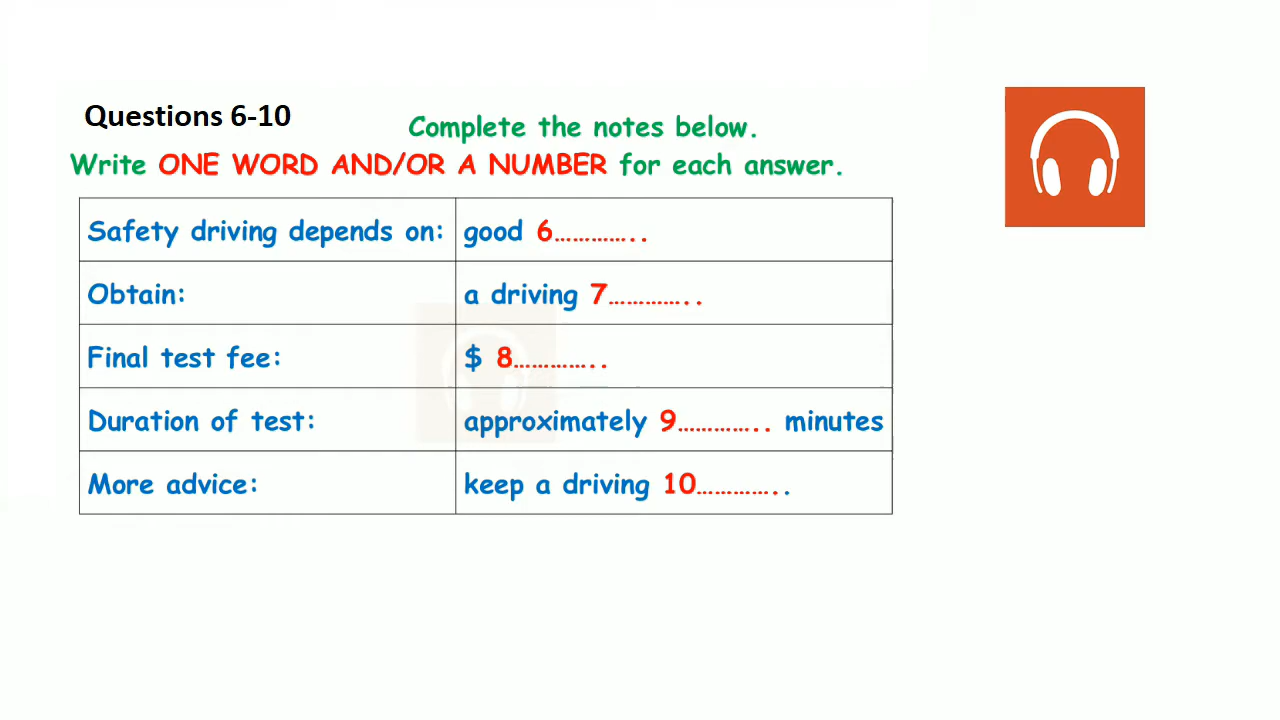 Questions 6-10
Complete the notes below.
Write ONE WORD AND/OR A NUMBER for each answer.
Safety driving depends on: good 6…………..
Obtain: a driving 7…………..
Final test fee: $ 8…………..
Duration of test: approximately 9………….. minutes
More advice: keep a driving 10…………..